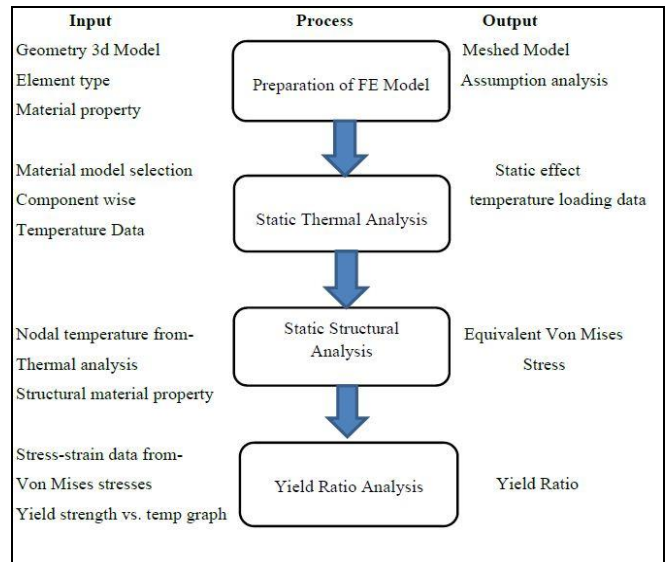 Input
Process
Output
Geometry 3d Model
Element type
Material property
Preparation of FE Model
Meshed Model
Assumption analysis
Material model selection
Component wise
Temperature Data
Static Thermal Analysis
Static effect
temperature loading data
Nodal temperature from-
Thermal analysis
Structural material property
Static Structural
Analysis
Equivalent Von Mises
Stress
Stress-strain data from-
Von Mises stresses
Yield strength vs. temp graph
Yield Ratio Analysis
Yield Ratio